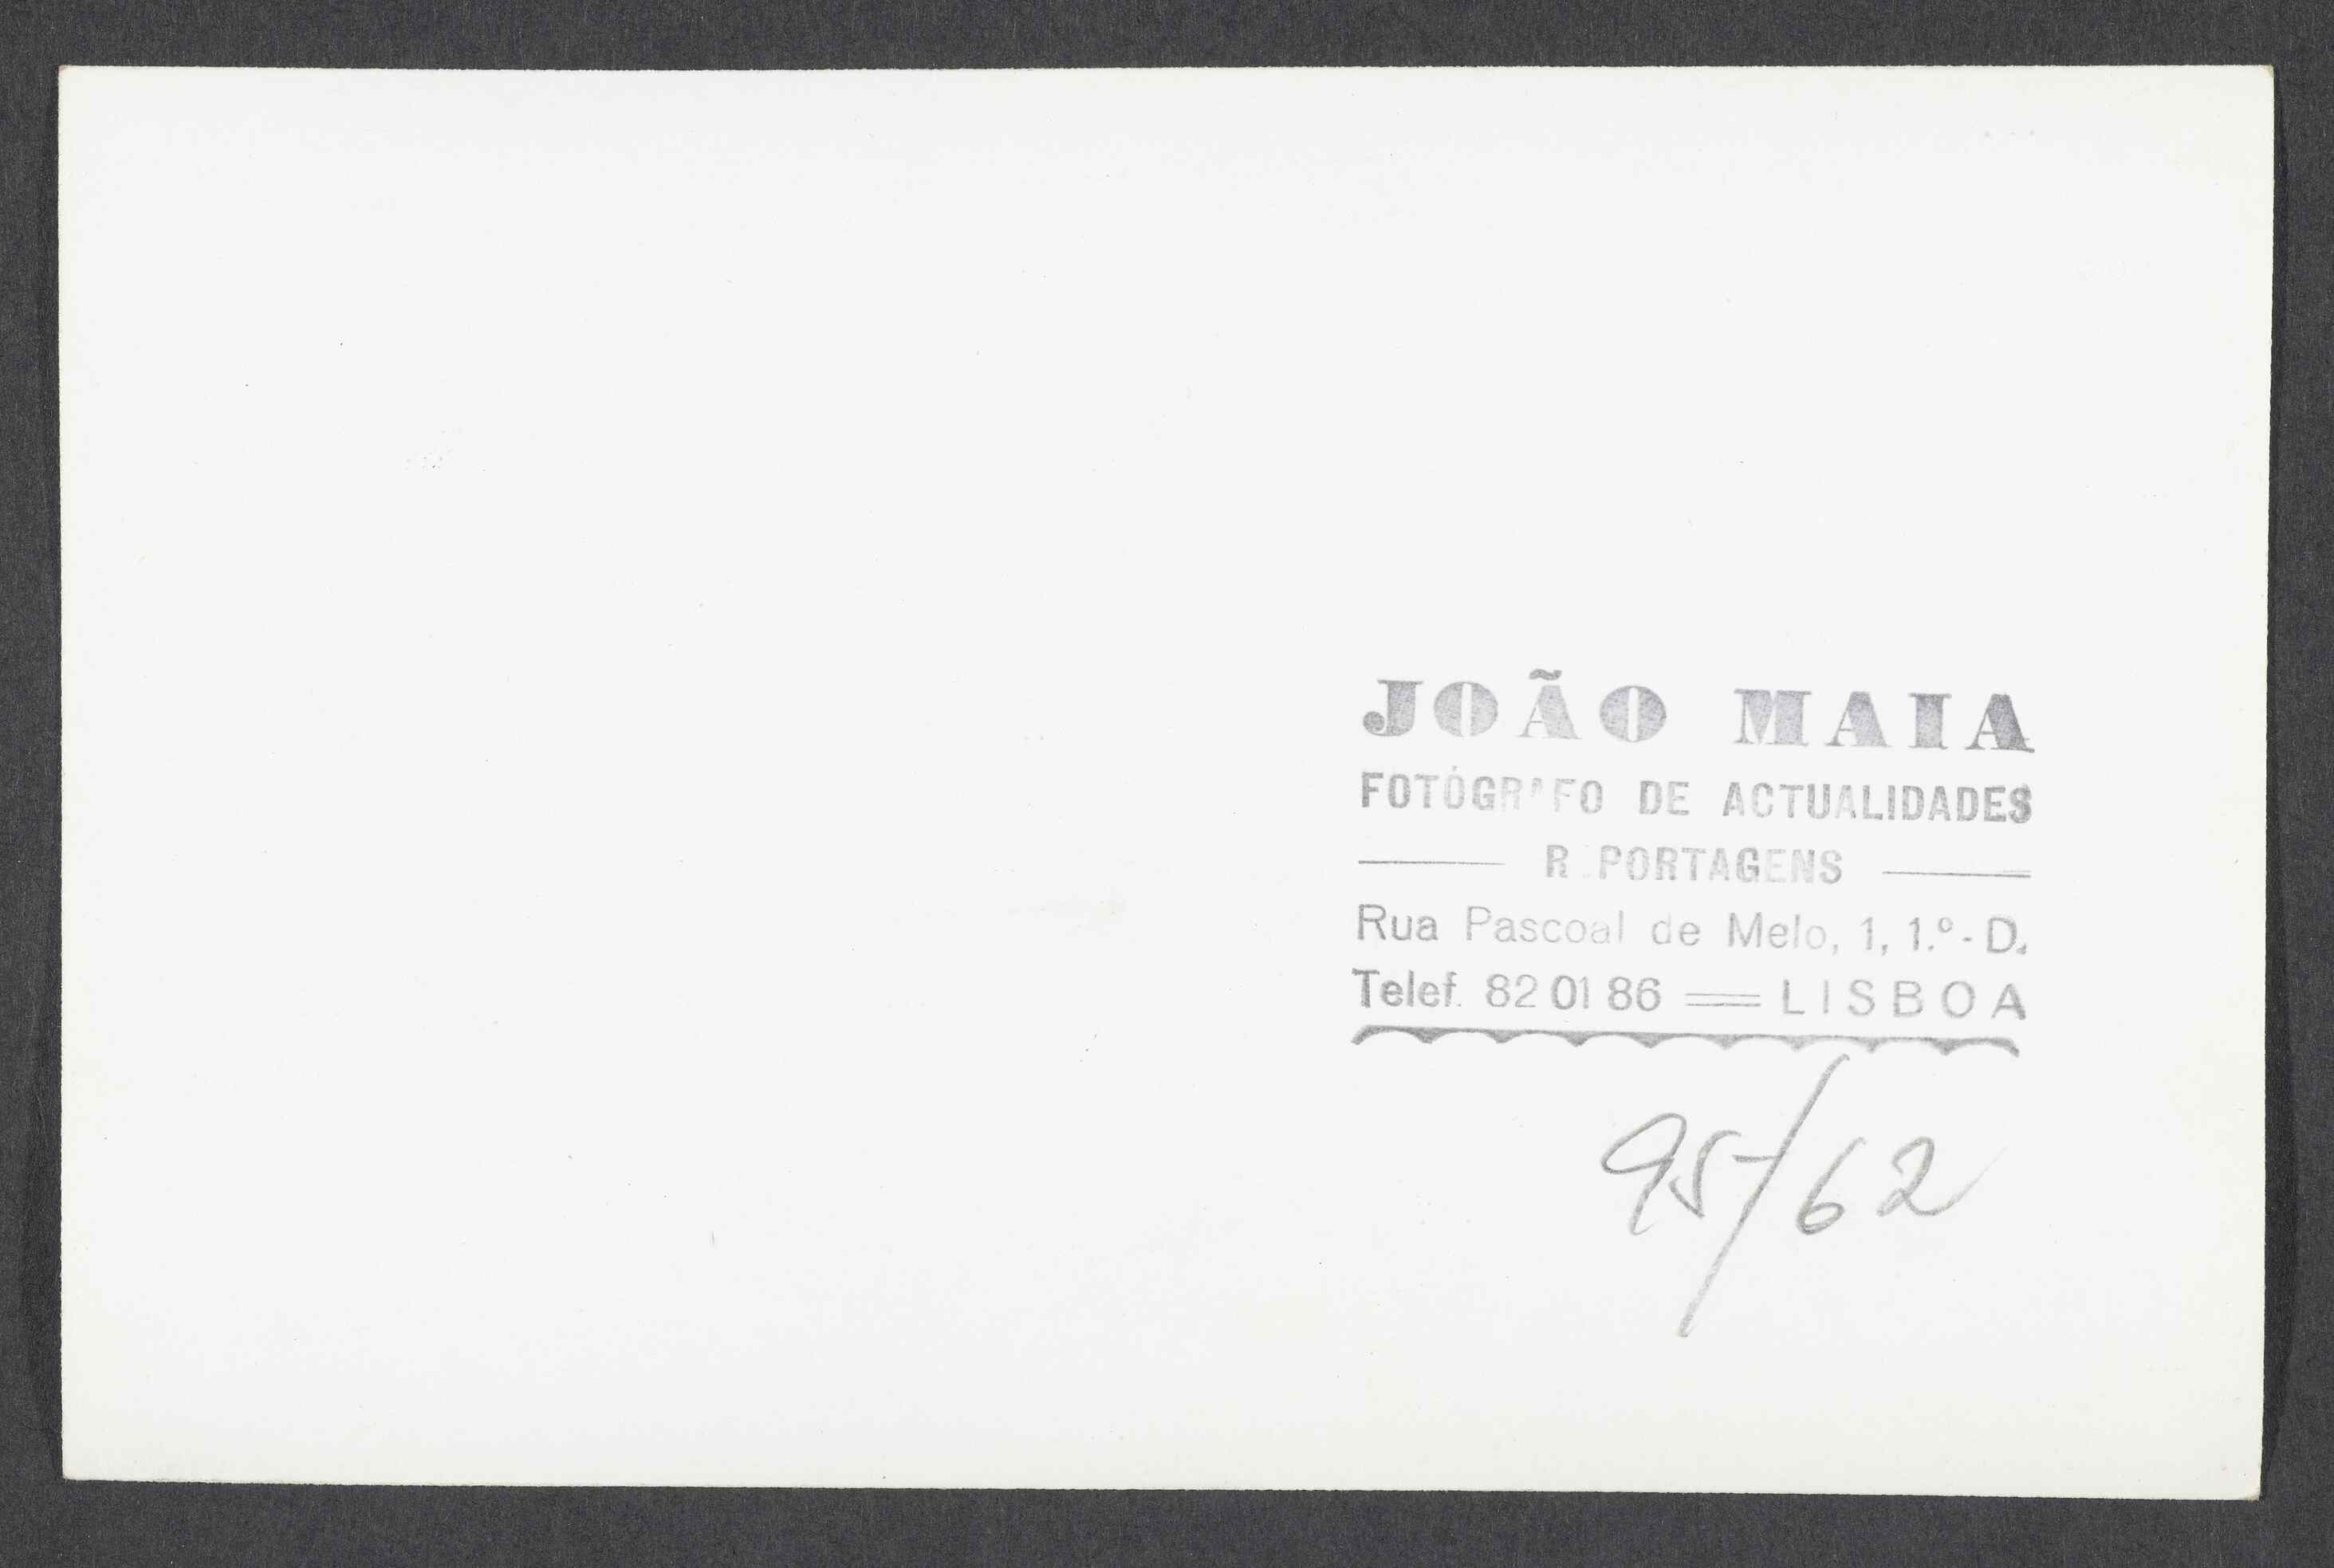 JOÃO MAIA
FOTÓGRAFO DE ACTUALIDADES
REPORTAGENS
Rua Pascoal de Melo, 1, 1.º - D.
Telef. 82 01 86 == LISBOA
95/62